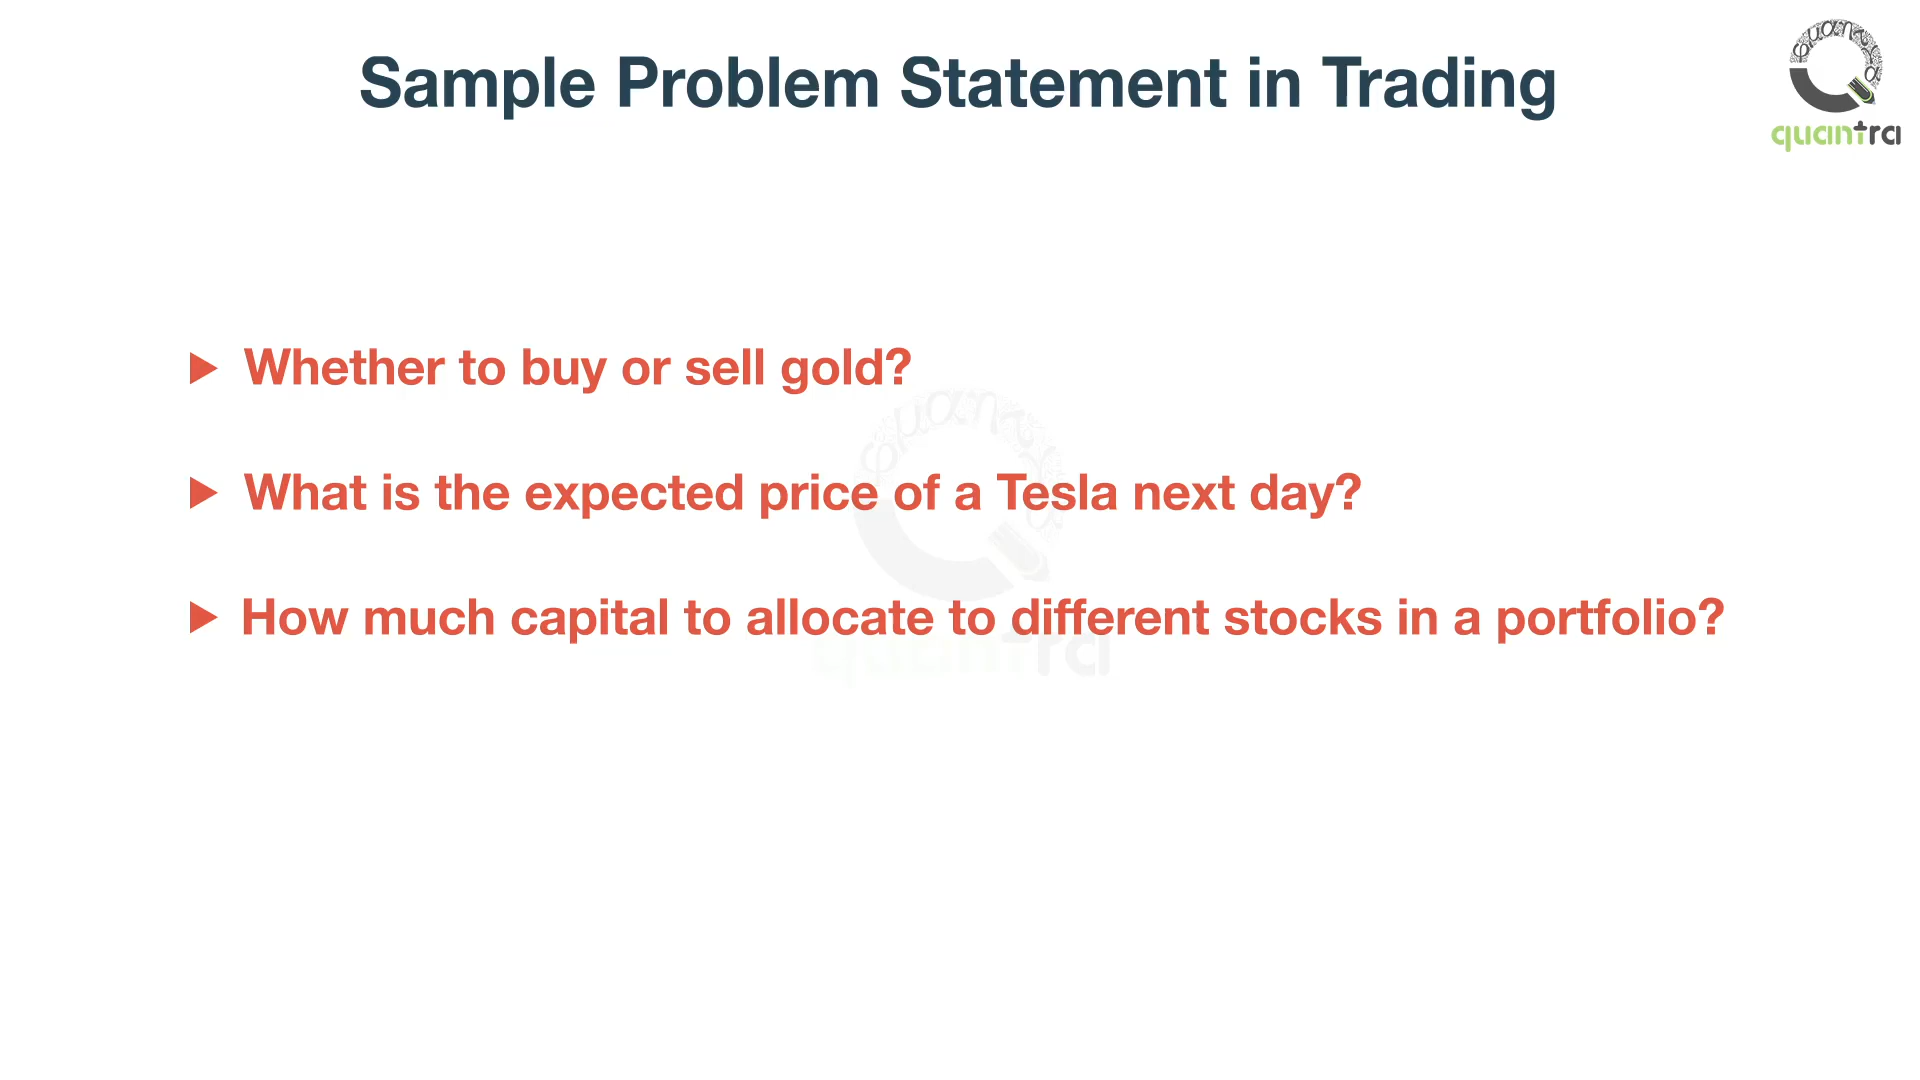 Sample Problem Statement in Trading
quantra
Whether to buy or sell gold?
What is the expected price of a Tesla next day?
How much capital to allocate to different stocks in a portfolio?
quantra